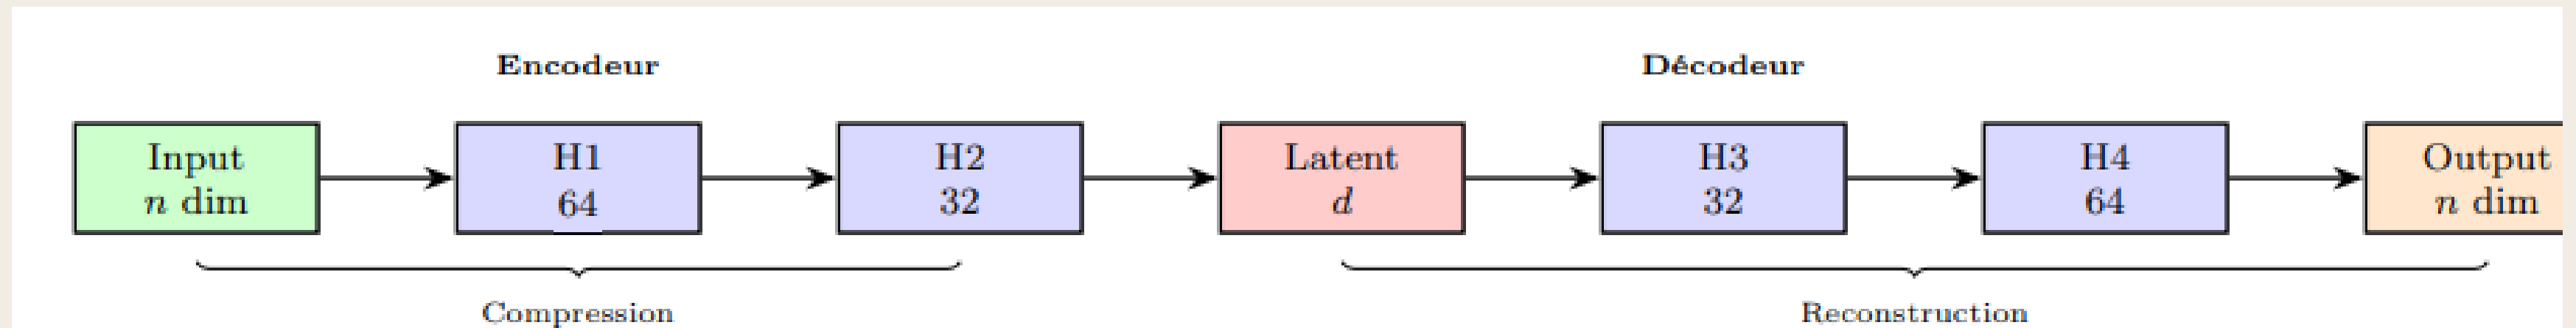 Encodeur
Décodeur
Input
n dim
H1
64
H2
32
Latent
d
H3
32
H4
64
Output
n dim
Compression
Reconstruction